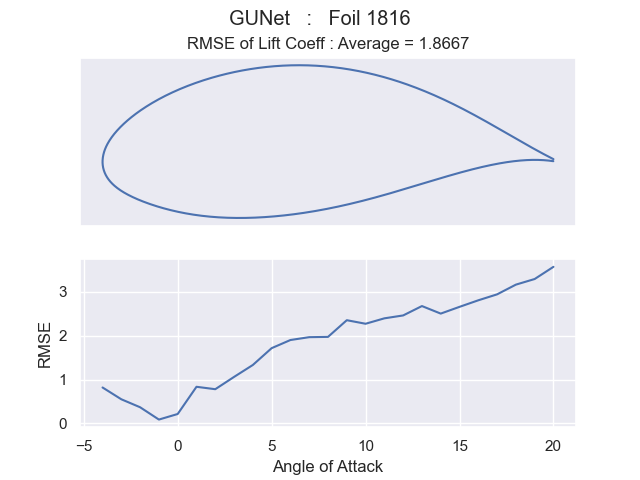 GUNet   :   Foil 1816
RMSE of Lift Coeff : Average = 1.8667
3
2
1
0
RMSE
−5 0 5 10 15 20
Angle of Attack